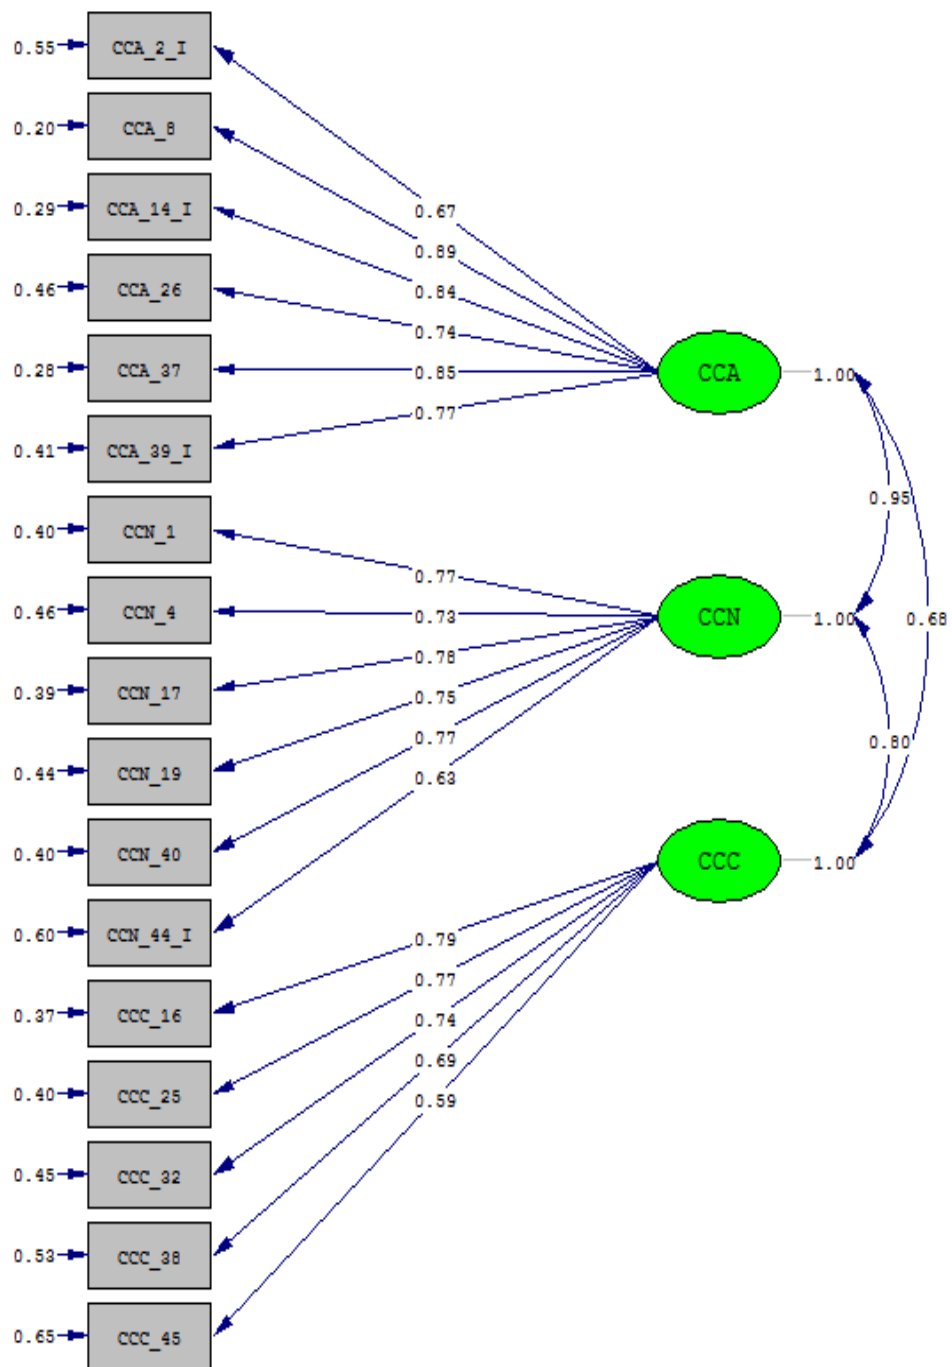 0.55 CCA_2_I
0.20 CCA_8
0.29 CCA_14_I
0.67
0.89
0.46 CCA_26 0.84
0.74
0.28 CCA_37 0.85 CCA 1.00
0.77
0.41 CCA_39_I
0.95
0.40 CCN_1
0.77
0.46 CCN_4 0.73 CCN 1.00 0.68
0.78
0.39 CCN_17 0.75
0.77 0.80
0.44 CCN_19 0.63
0.40 CCN_40 CCC 1.00
0.60 CCN_44_I 0.79
0.77
0.37 CCC_16 0.74
0.69
0.40 CCC_25 0.59
0.45 CCC_32
0.53 CCC_38
0.65 CCC_45